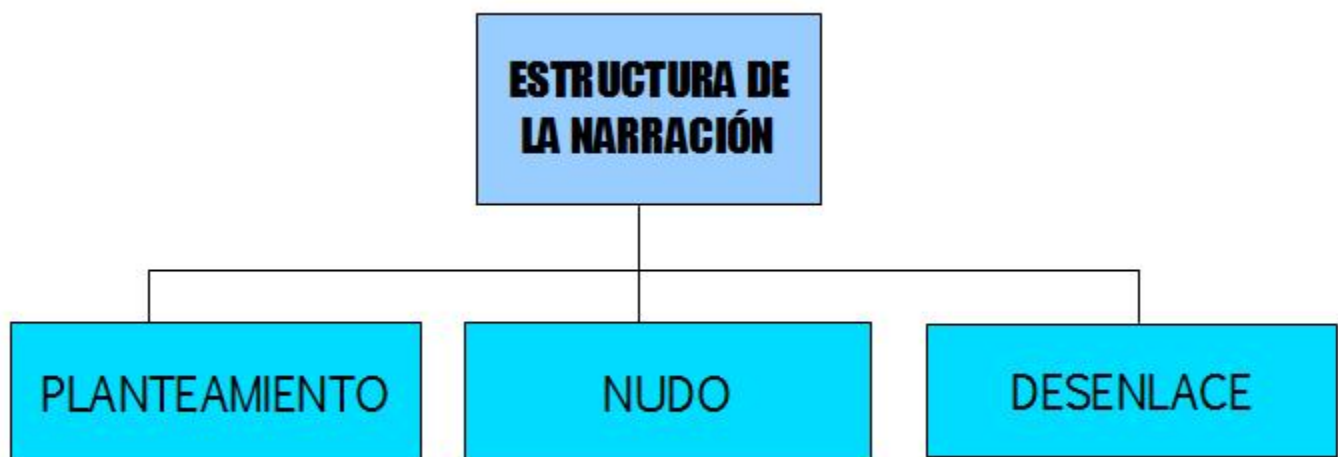 ESTRUCTURA DE
LA NARRACIÓN
PLANTEAMIENTO
NUDO
DESENLACE